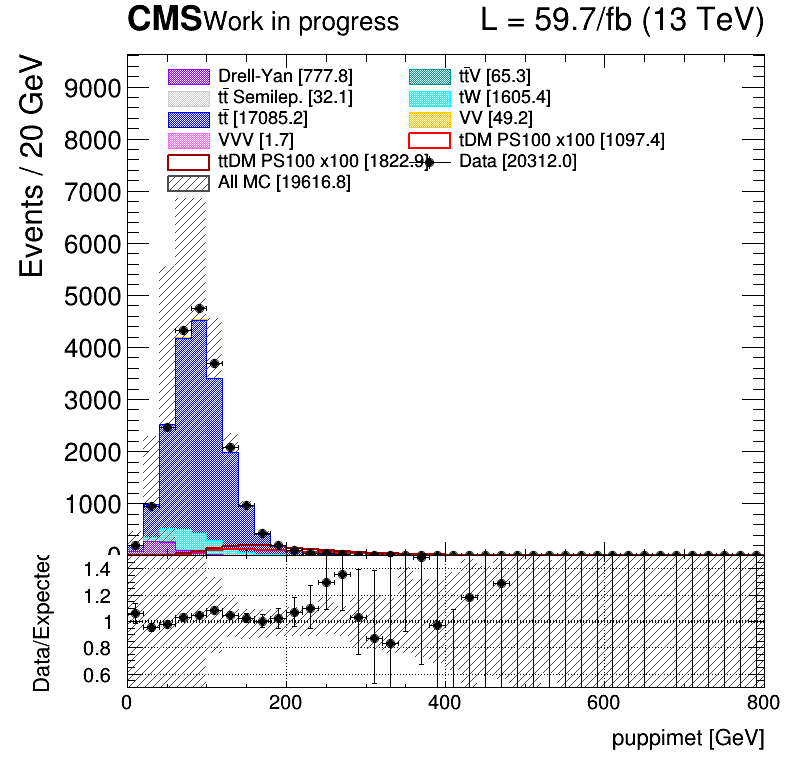 CMS Work in progress L = 59.7/fb (13 TeV)
Events / 20 GeV
9000
8000
7000
6000
5000
4000
3000
2000
1000
0
Drell-Yan [777.8] tt̄V [65.3]
tt̄ Semilep. [32.1] tW [1605.4]
tt̄ [17085.2] VV [49.2]
VVV [1.7] tDM PS100 x100 [1097.4]
ttDM PS100 x100 [1822.9] Data [20312.0]
All MC [19616.8]
Data/Expected
1.4
1.2
1
0.8
0.6
0 200 400 600 800
puppimet [GeV]